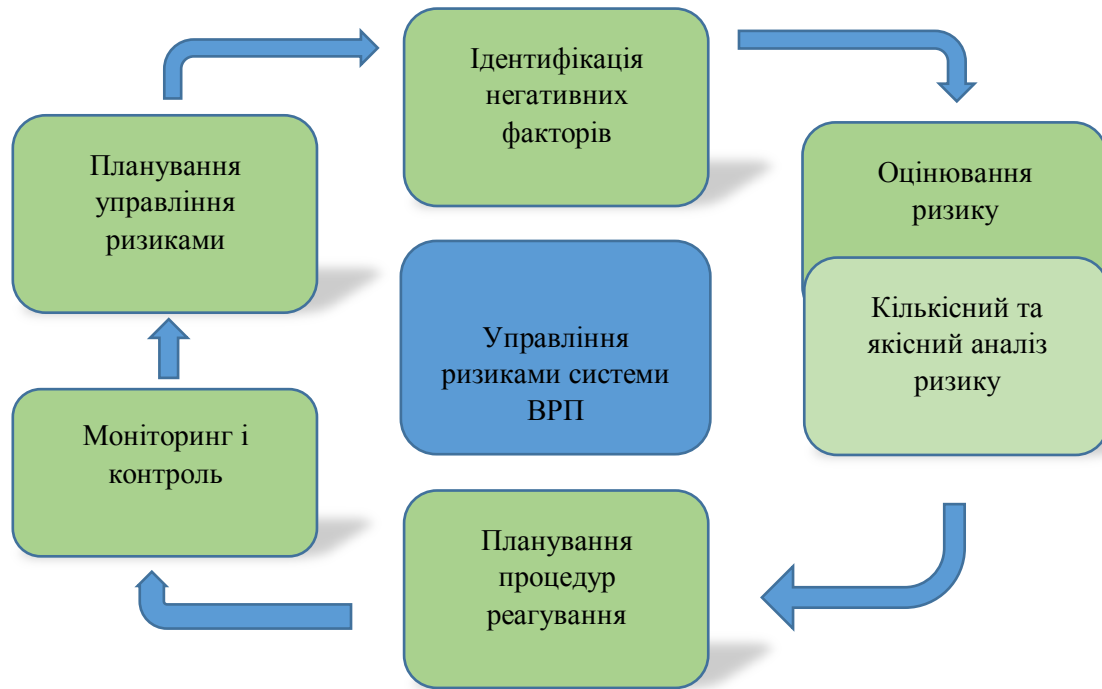 Ідентифікація
негативних
факторів
Планування
управління
ризиками
Оцінювання
ризику
Кількісний та
якісний аналіз
ризику
Управління
ризиками системи
ВРП
Моніторинг і
контроль
Планування
процедур
реагування